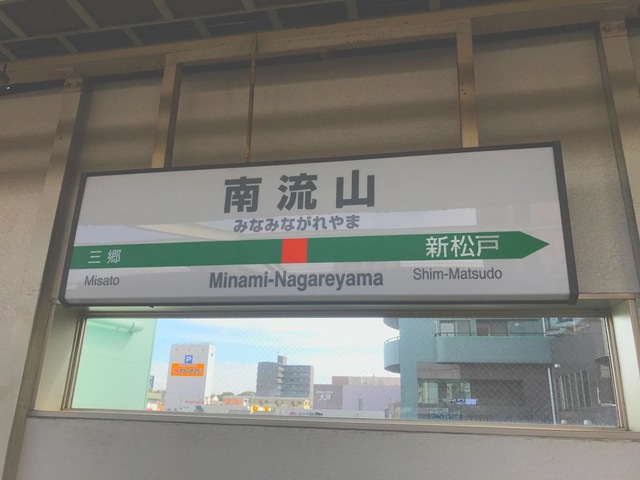 南流山
みなみながれやま
三郷
新松戸
Misato
Minami-Nagareyama
Shim-Matsudo
P